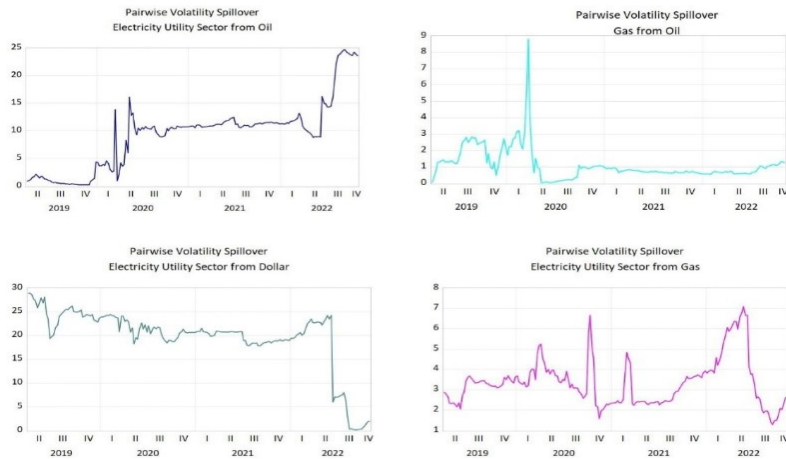 Pairwise Volatility Spillover
Electricity Utility Sector from Oil
25
20
15
10
5
0
II III IV I II III IV I II III IV I II III IV
2019 2020 2021 2022
Pairwise Volatility Spillover
Gas from Oil
9
8
7
6
5
4
3
2
1
0
II III IV I II III IV I II III IV I II III IV
2019 2020 2021 2022
Pairwise Volatility Spillover
Electricity Utility Sector from Dollar
30
25
20
15
10
5
0
II III IV I II III IV I II III IV I II III IV
2019 2020 2021 2022
Pairwise Volatility Spillover
Electricity Utility Sector from Gas
8
7
6
5
4
3
2
1
II III IV I II III IV I II III IV I II III IV
2019 2020 2021 2022